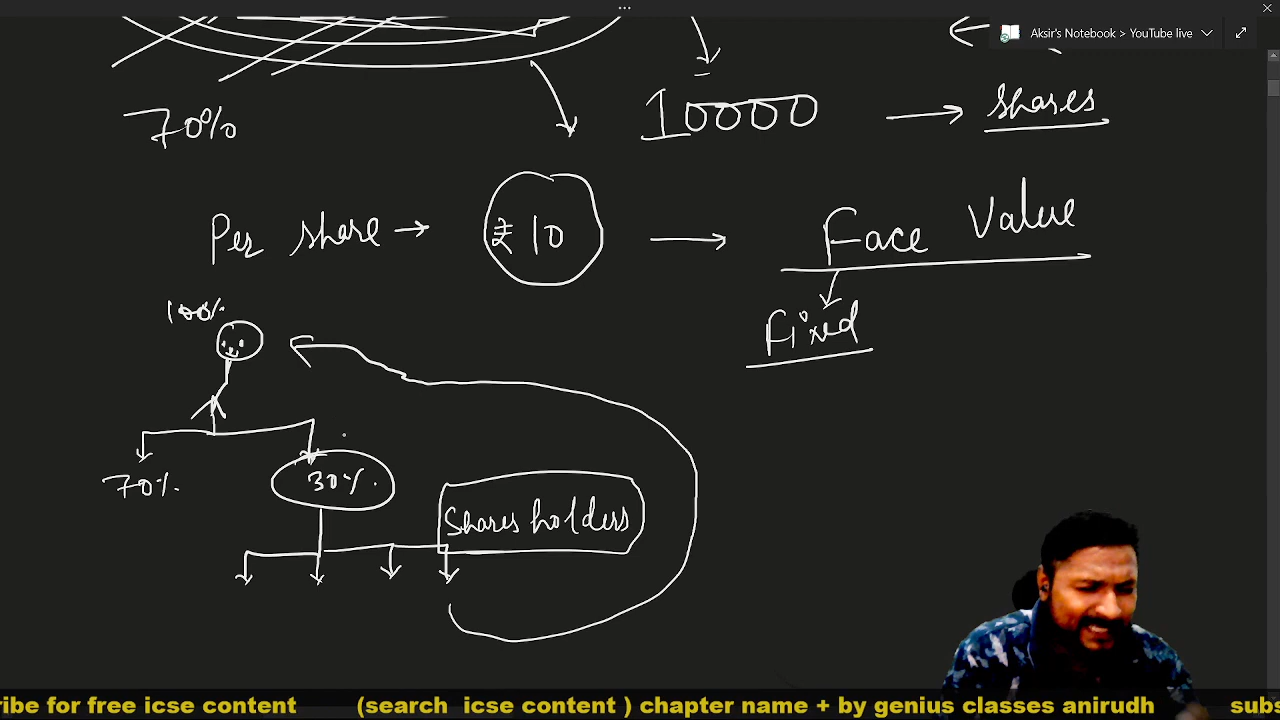 Aksir's Notebook > YouTube live
70%
10000 → shares
Per share → ₹ 10 → Face Value
Fixed
100%
70%
30%.
Shares holders
ribe for free icse content (search icse content ) chapter name + by genius classes anirudh subs